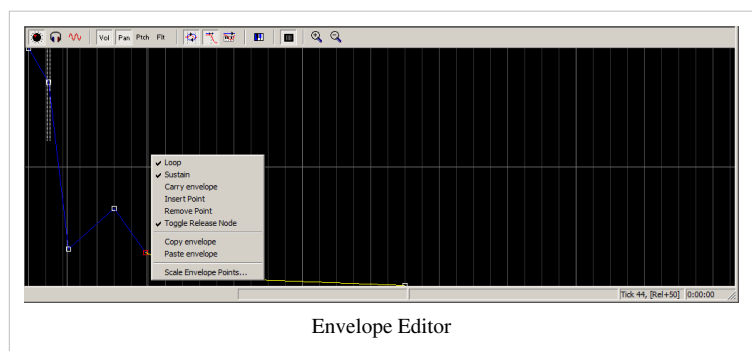 Vol Pan Ptch Flt
Loop
Sustain
Carry envelope
Insert Point
Remove Point
Toggle Release Node
Copy envelope
Paste envelope
Scale Envelope Points...
Tick 44, [Rel+50] 0:00:00
Envelope Editor